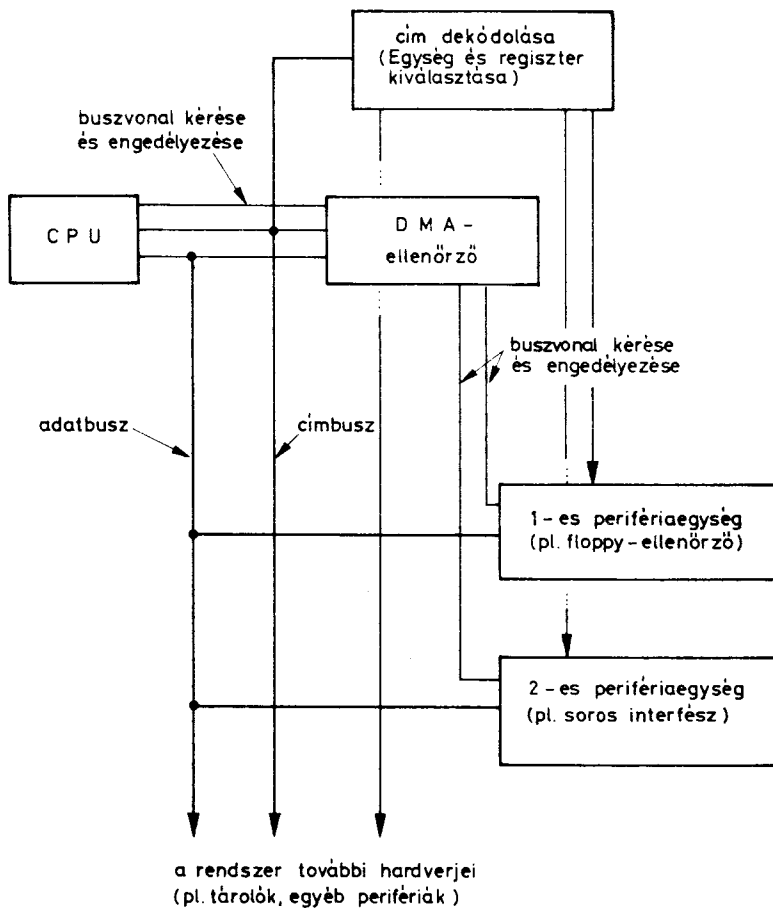 cím dekódolása
(Egység és regiszter
kiválasztása)
buszvonal kérése
és engedélyezése
CPU
DMA-
ellenőrző
buszvonal kérése
és engedélyezése
adatbusz
címbusz
1-es perifériaegység
(pl. floppy-ellenőrző)
2-es perifériaegység
(pl. soros interfész)
a rendszer további hardverjei
(pl. tárolók, egyéb perifériák)